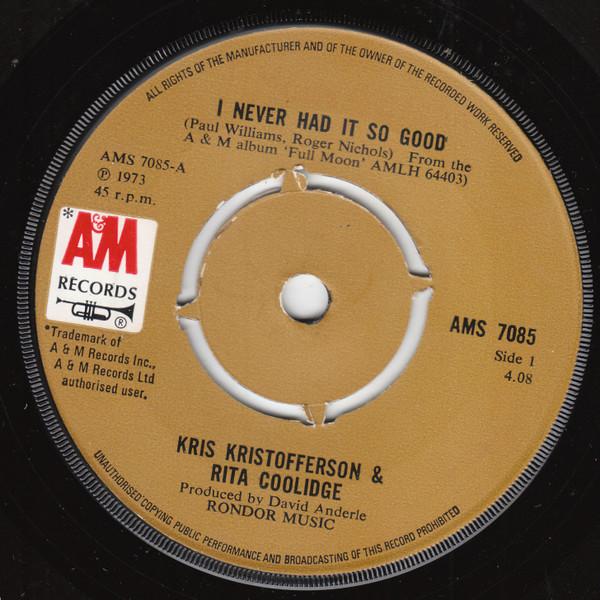 ALL RIGHTS OF THE MANUFACTURER AND OF THE OWNER OF THE RECORDED WORK RESERVED
I NEVER HAD IT SO GOOD
(Paul Williams, Roger Nichols) From the
A & M album 'Full Moon' AMLH 64403)
AMS 7085-A
℗ 1973
45 r.p.m.
*
A&M
RECORDS
®
*Trademark of
A & M Records Inc.,
A & M Records Ltd
authorised user.
AMS 7085
Side 1
4.08
KRIS KRISTOFFERSON &
RITA COOLIDGE
Produced by David Anderle
RONDOR MUSIC
UNAUTHORISED COPYING PUBLIC PERFORMANCE AND BROADCASTING OF THIS RECORD PROHIBITED